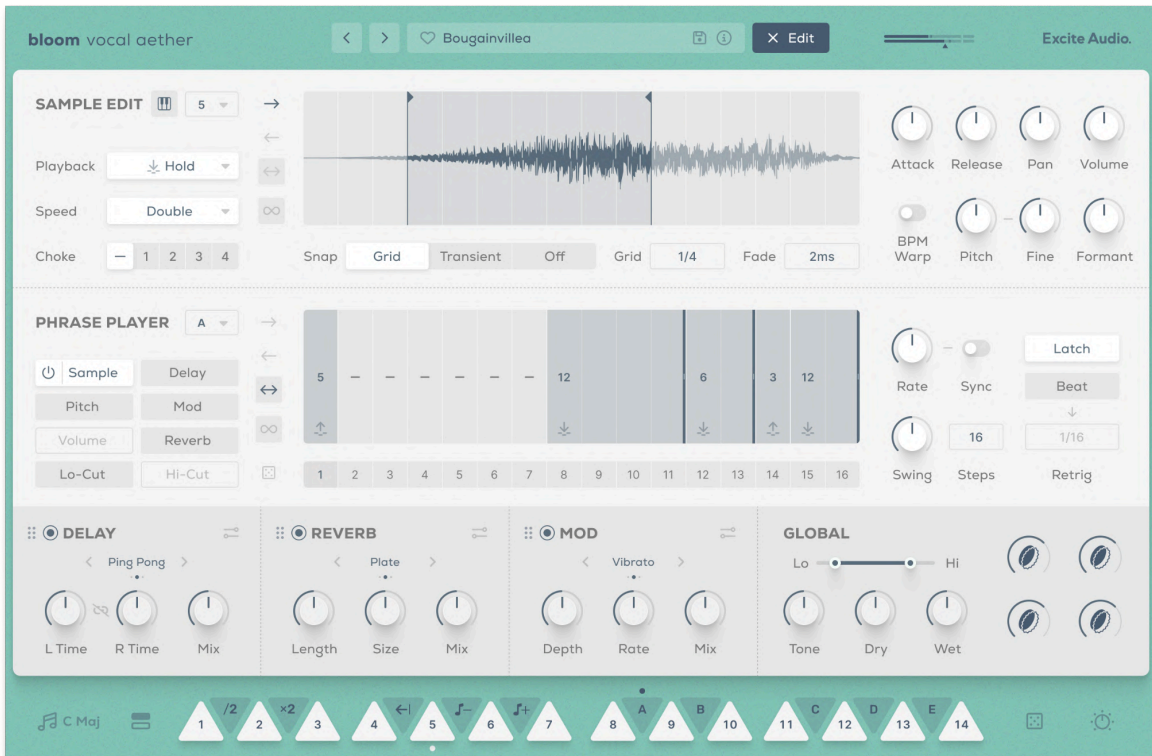 bloom vocal aether
Bougainvillea
Edit
Excite Audio.
SAMPLE EDIT 5
Playback Hold
Speed Double
Choke – 1 2 3 4
Snap Grid Transient Off Grid 1/4 Fade 2ms
Attack Release Pan Volume
BPM Warp Pitch Fine Formant
PHRASE PLAYER A
Sample Delay
Pitch Mod
Volume Reverb
Lo-Cut Hi-Cut
5 – – – – – – 12 6 3 12
1 2 3 4 5 6 7 8 9 10 11 12 13 14 15 16
Rate Sync Latch
Beat
16 1/16
Swing Steps Retrig
DELAY
Ping Pong
L Time R Time Mix
REVERB
Plate
Length Size Mix
MOD
Vibrato
Depth Rate Mix
GLOBAL
Lo Hi
Tone Dry Wet
C Maj
1 /2 2 ×2 3 4 5 6 7 8 A 9 B 10 11 C 12 D 13 E 14